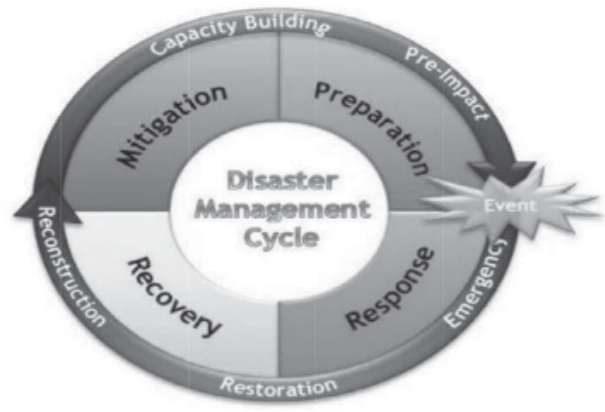 Capacity Building
Pre-Impact
Mitigation
Preparation
Disaster
Management
Cycle
Event
Reconstruction
Recovery
Response
Emergency
Restoration